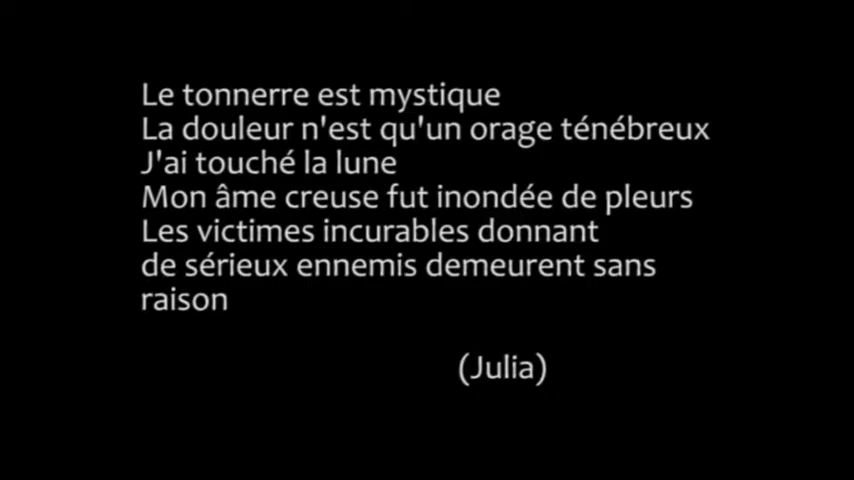 Le tonnerre est mystique
La douleur n'est qu'un orage ténébreux
J'ai touché la lune
Mon âme creuse fut inondée de pleurs
Les victimes incurables donnant
de sérieux ennemis demeurent sans
raison
(Julia)